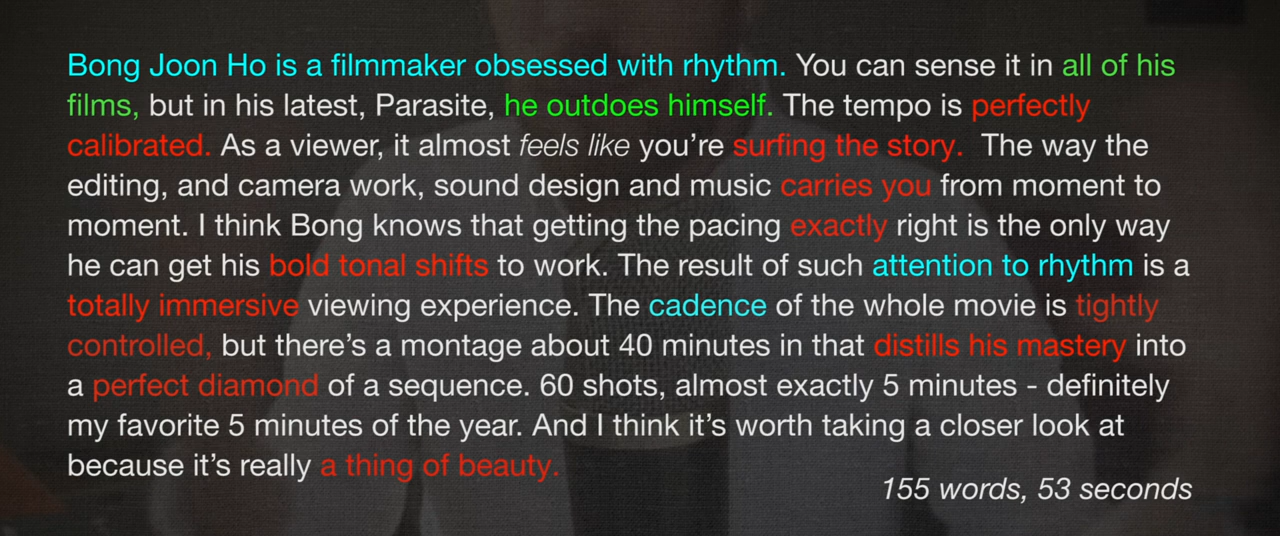 Bong Joon Ho is a filmmaker obsessed with rhythm. You can sense it in all of his
films, but in his latest, Parasite, he outdoes himself. The tempo is perfectly
calibrated. As a viewer, it almost feels like you're surfing the story. The way the
editing, and camera work, sound design and music carries you from moment to
moment. I think Bong knows that getting the pacing exactly right is the only way
he can get his bold tonal shifts to work. The result of such attention to rhythm is a
totally immersive viewing experience. The cadence of the whole movie is tightly
controlled, but there's a montage about 40 minutes in that distills his mastery into
a perfect diamond of a sequence. 60 shots, almost exactly 5 minutes - definitely
my favorite 5 minutes of the year. And I think it's worth taking a closer look at
because it's really a thing of beauty.
155 words, 53 seconds